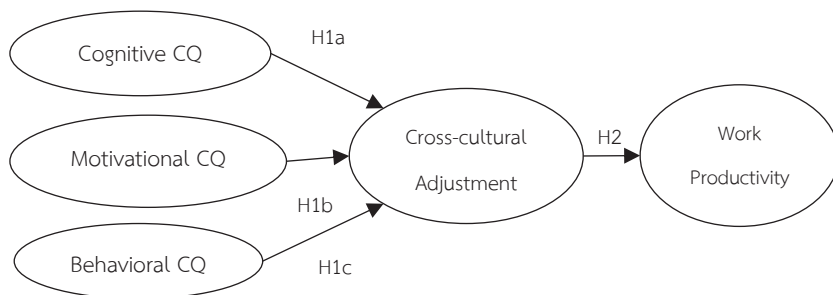 Cognitive CQ
H1a
Motivational CQ
H1b
Behavioral CQ
H1c
Cross-cultural
Adjustment
H2
Work
Productivity